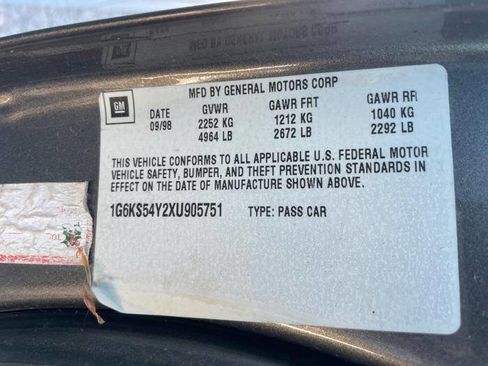 MFD BY GENERAL MOTORS CORP
GM
DATE GVWR GAWR FRT GAWR RR
09/98 2252 KG 1212 KG 1040 KG
4964 LB 2672 LB 2292 LB
THIS VEHICLE CONFORMS TO ALL APPLICABLE U.S. FEDERAL MOTOR
VEHICLE SAFETY, BUMPER, AND THEFT PREVENTION STANDARDS IN
EFFECT ON THE DATE OF MANUFACTURE SHOWN ABOVE.
1G6KS54Y2XU905751 TYPE: PASS CAR